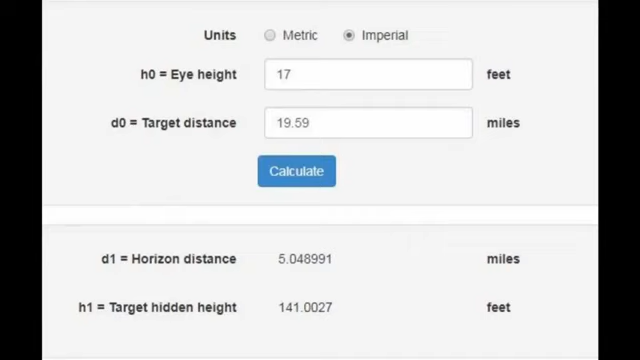 Units Metric Imperial
h0 = Eye height 17 feet
d0 = Target distance 19.59 miles
Calculate
d1 = Horizon distance 5.048991 miles
h1 = Target hidden height 141.0027 feet